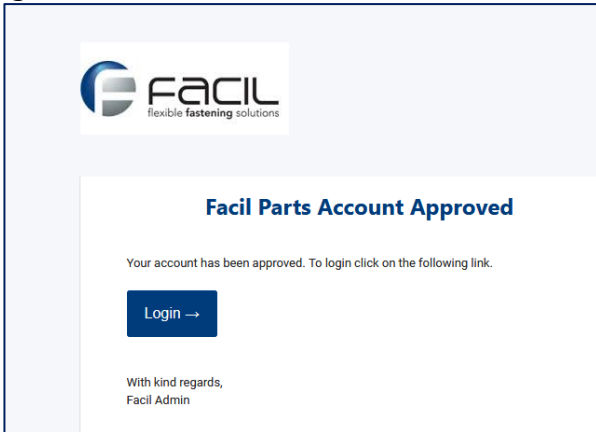 FACIL
flexible fastening solutions
Facil Parts Account Approved
Your account has been approved. To login click on the following link.
Login →
With kind regards,
Facil Admin